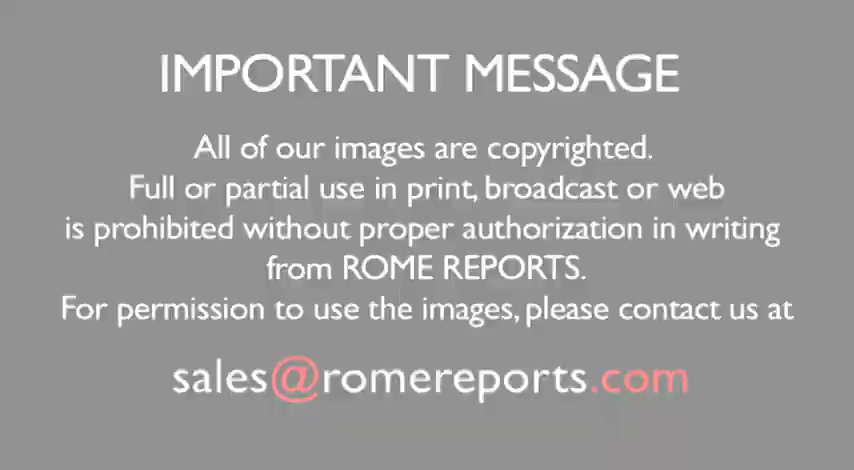 IMPORTANT MESSAGE
All of our images are copyrighted.
Full or partial use in print, broadcast or web
is prohibited without proper authorization in writing
from ROME REPORTS.
For permission to use the images, please contact us at
sales@romereports.com